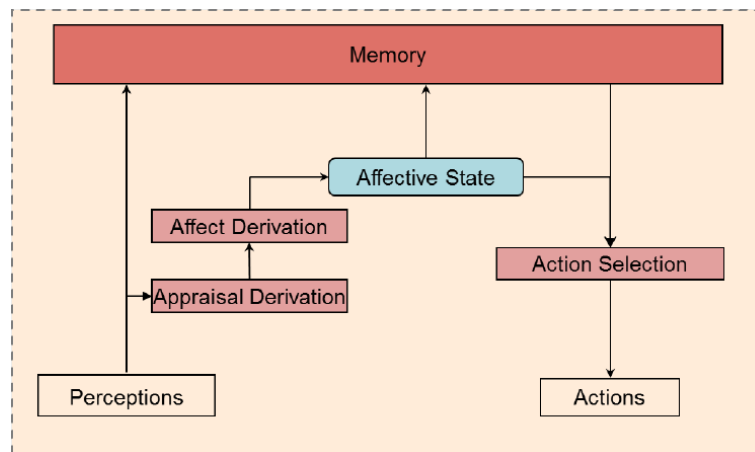 Memory
Affective State
Affect Derivation
Action Selection
Appraisal Derivation
Perceptions
Actions